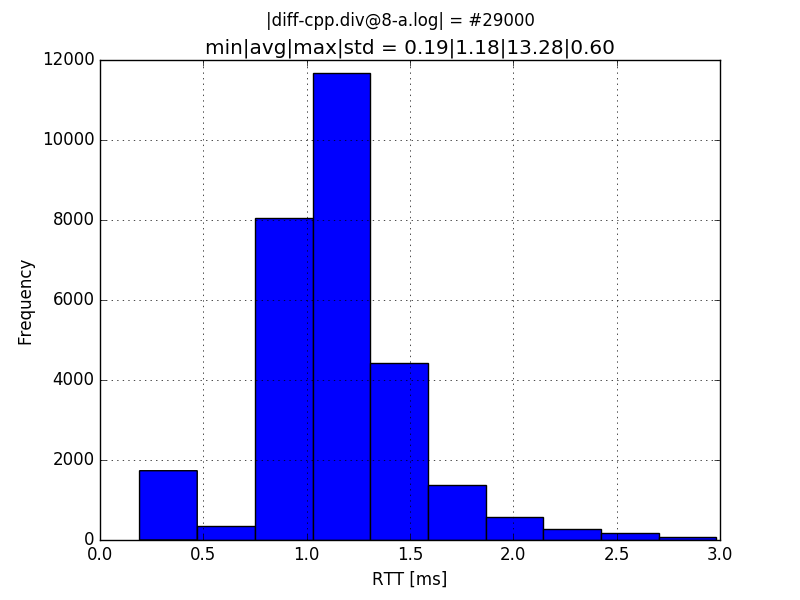 |diff-cpp.div@8-a.log| = #29000
min|avg|max|std = 0.19|1.18|13.28|0.60
12000
10000
8000
6000
4000
2000
0
Frequency
0.0 0.5 1.0 1.5 2.0 2.5 3.0
RTT [ms]